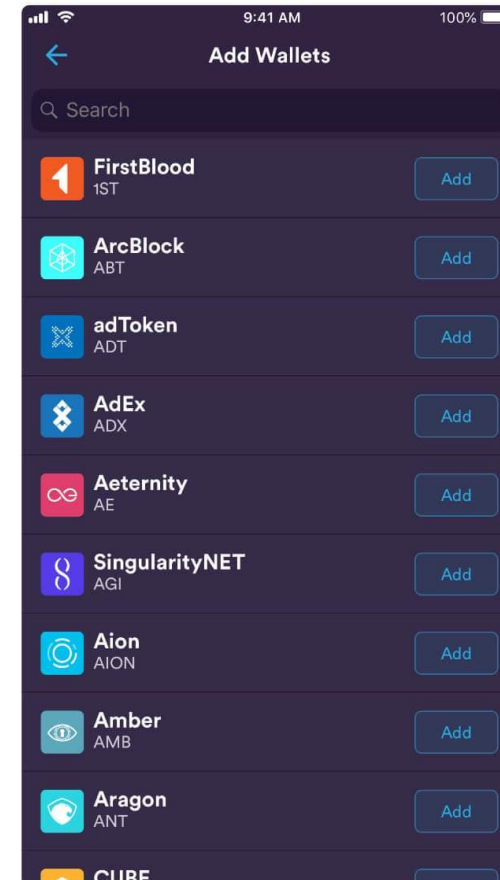 9:41 AM
100%
Add Wallets
Search
FirstBlood
1ST
Add
ArcBlock
ABT
Add
adToken
ADT
Add
AdEx
ADX
Add
Aeternity
AE
Add
SingularityNET
AGI
Add
Aion
AION
Add
Amber
AMB
Add
Aragon
ANT
Add
CUBE